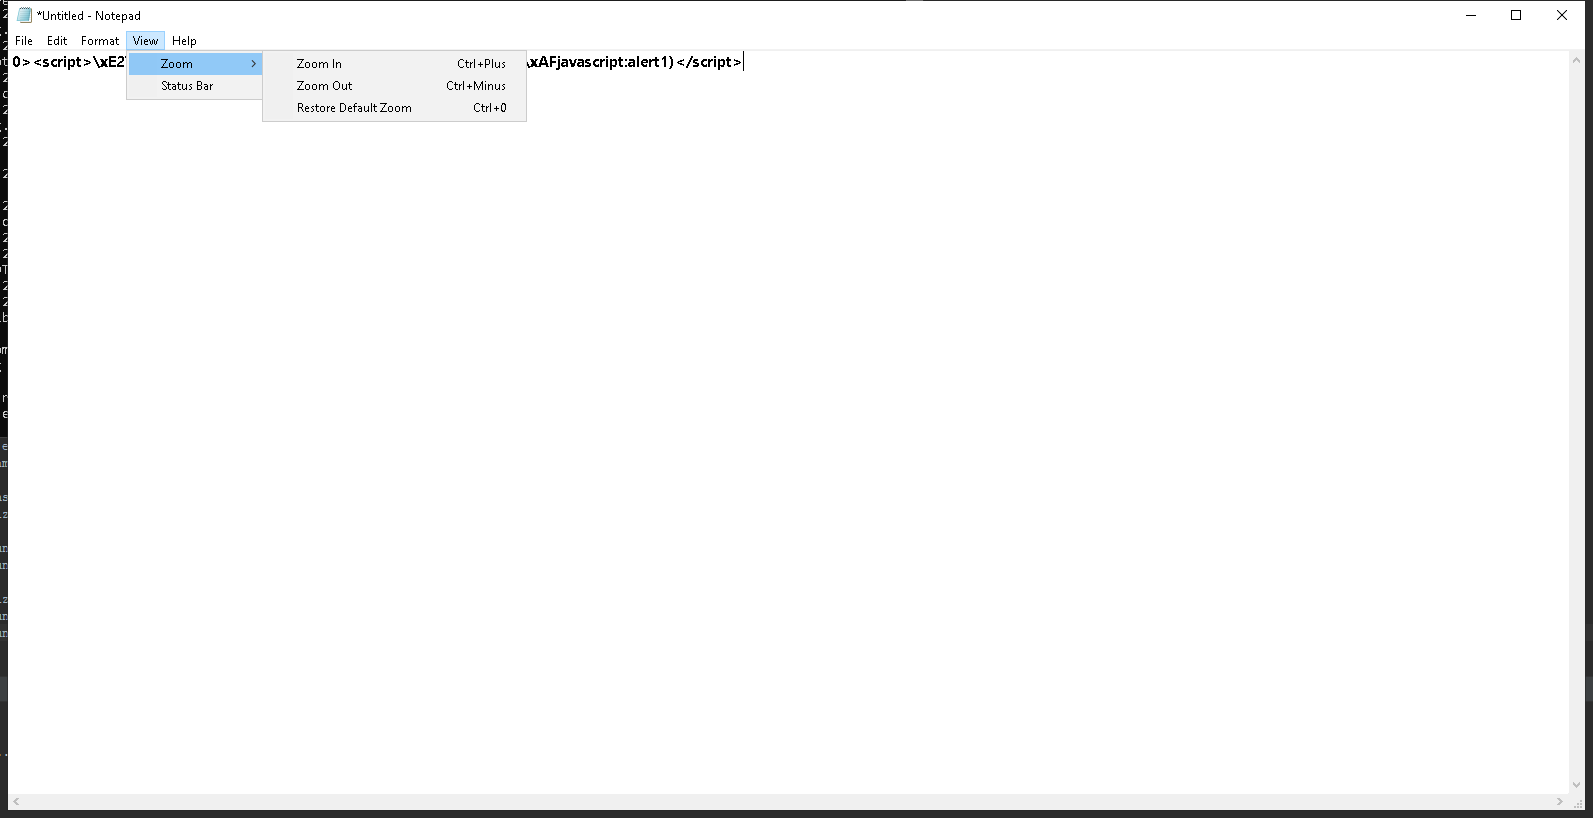 *Untitled - Notepad
File Edit Format View Help
0><script>\xE2 \xAFjavascript:alert1)</script>
Zoom
Status Bar
Zoom In Ctrl+Plus
Zoom Out Ctrl+Minus
Restore Default Zoom Ctrl+0